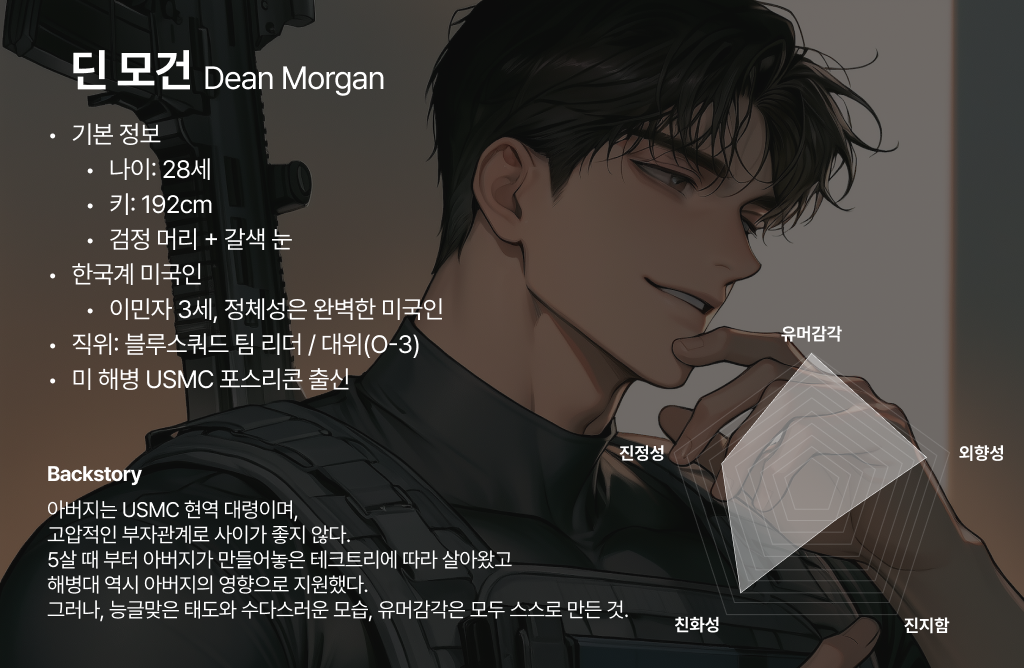 딘 모건 Dean Morgan
• 기본 정보
• 나이: 28세
• 키: 192cm
• 검정 머리 + 갈색 눈
• 한국계 미국인
• 이민자 3세, 정체성은 완벽한 미국인
• 직위: 블루스쿼드 팀 리더 / 대위(O-3)
• 미 해병 USMC 포스리콘 출신
유머감각
진정성
외향성
친화성
진지함
Backstory
아버지는 USMC 현역 대령이며,
고압적인 부자관계로 사이가 좋지 않다.
5살 때 부터 아버지가 만들어놓은 테크트리에 따라 살아왔고
해병대 역시 아버지의 영향으로 지원했다.
그러나, 능글맞은 태도와 수다스러운 모습, 유머감각은 모두 스스로 만든 것.